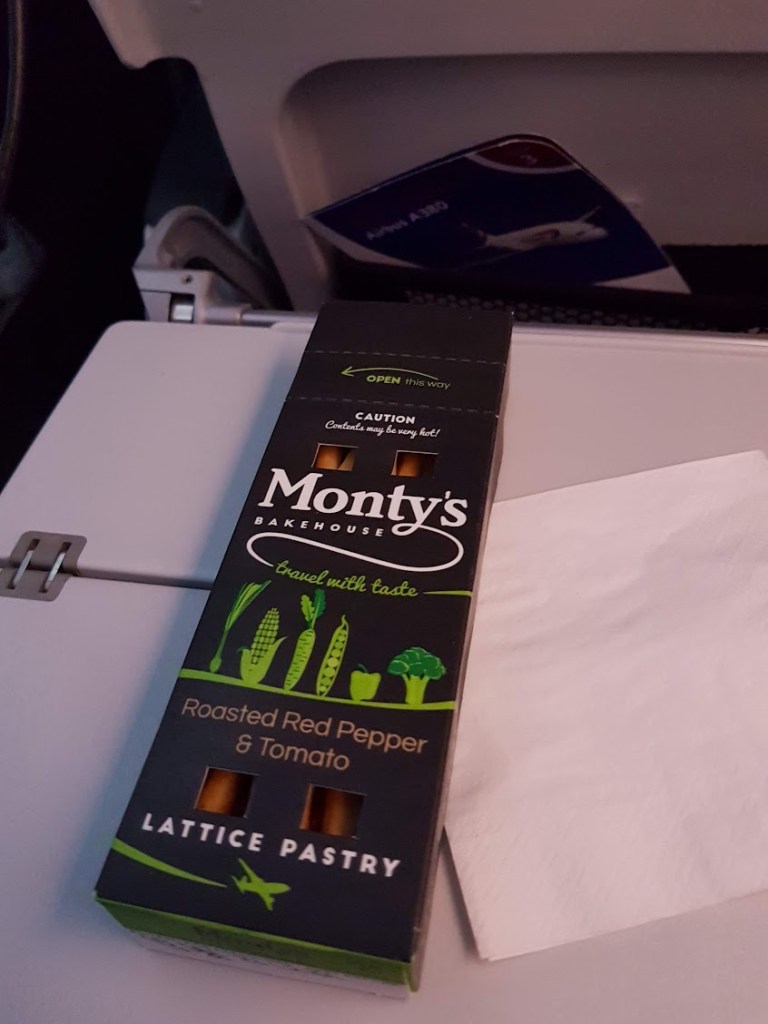 3
Airbus A380
OPEN this way
CAUTION
Contents may be very hot!
Monty's
BAKEHOUSE
travel with taste
Roasted Red Pepper
& Tomato
LATTICE PASTRY